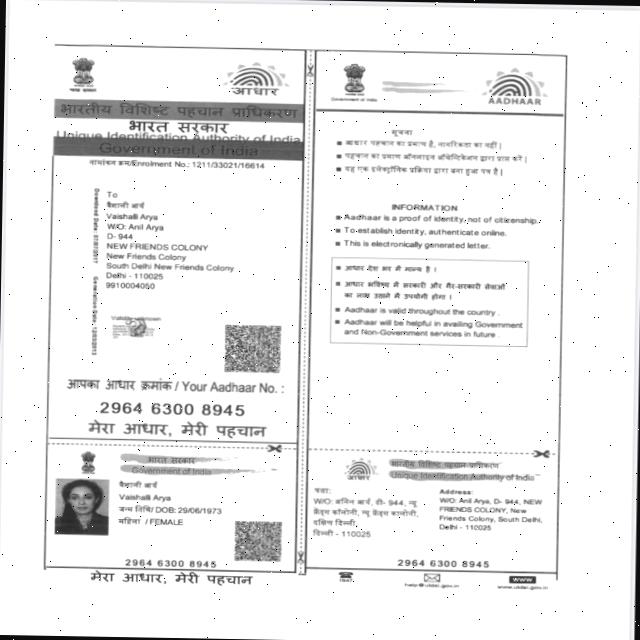 आधार
भारतीय विशिष्ट पहचान प्राधिकरण
भारत सरकार
Unique Identification Authority of India
Government of India
नामांकन क्रम/Enrolment No.: 1211/33021/16614
To
वैशाली आर्य
Vaishalli Arya
W/O: Anil Arya
D- 944
NEW FRIENDS COLONY
New Friends Colony
South Delhi New Friends Colony
Delhi - 110025
9910004050
Validity unknown
आपका आधार क्रमांक / Your Aadhaar No. :
2964 6300 8945
मेरा आधार, मेरी पहचान
भारत सरकार
Government of India
वैशाली आर्य
Vaishalli Arya
जन्म तिथि/ DOB: 29/06/1973
महिला / FEMALE
2964 6300 8945
मेरा आधार, मेरी पहचान
Government of India
AADHAAR
सूचना
आधार पहचान का प्रमाण है, नागरिकता का नहीं |
पहचान का प्रमाण ऑनलाइन ऑथेन्टिकेशन द्वारा प्राप्त करें |
यह एक इलेक्ट्रॉनिक प्रक्रिया द्वारा बना हुआ पत्र है |
INFORMATION
Aadhaar is a proof of identity, not of citizenship.
To establish identity, authenticate online.
This is electronically generated letter.
आधार देश भर में मान्य है |
आधार भविष्य में सरकारी और गैर-सरकारी सेवाओं
का लाभ उठाने में उपयोगी होगा |
Aadhaar is valid throughout the country .
Aadhaar will be helpful in availing Government
and Non-Government services in future .
आधार
भारतीय विशिष्ट पहचान प्राधिकरण
Unique Identification Authority of India
पता:
W/O: अनिल आर्य, डी- 944, न्यू
फ्रेंड्स कॉलोनी, न्यू फ्रेंड्स कालोनी,
दक्षिण दिल्ली,
दिल्ली - 110025
Address:
W/O: Anil Arya, D- 944, NEW
FRIENDS COLONY, New
Friends Colony, South Delhi,
Delhi - 110025
2964 6300 8945
1947
help@uidai.gov.in
WWW
www.uidai.gov.in